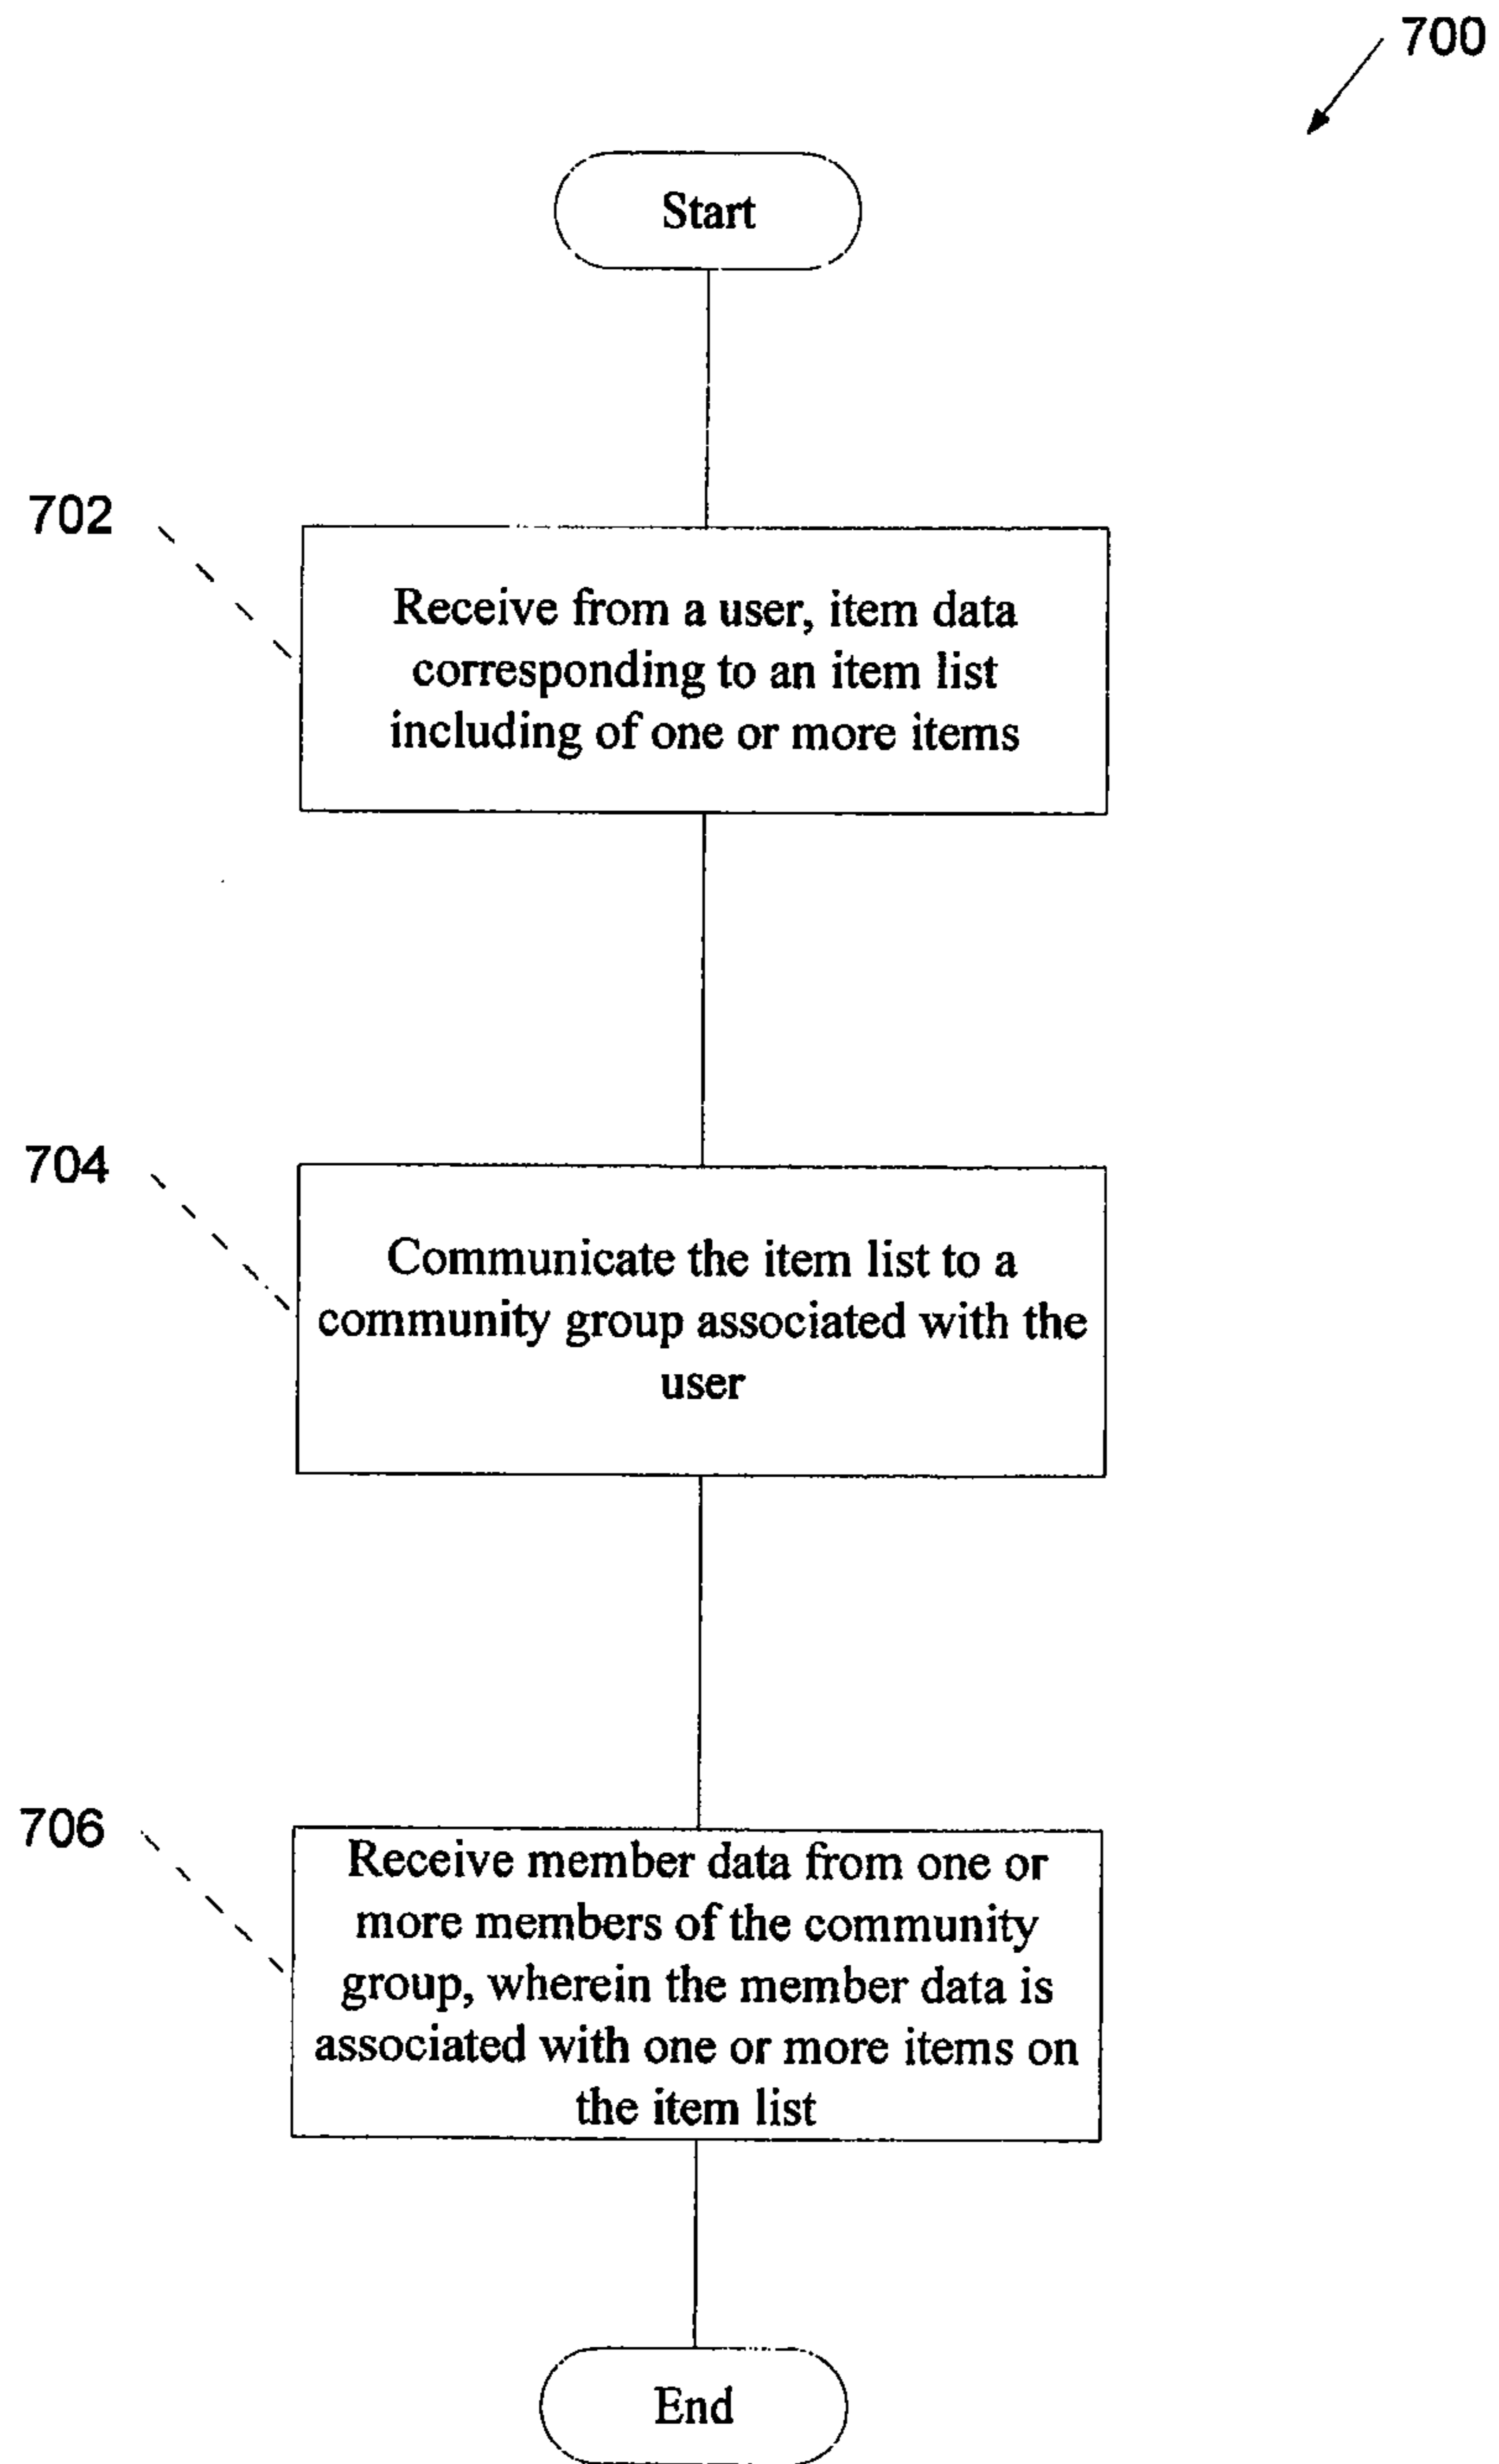 700
Start
702
Receive from a user, item data
corresponding to an item list
including of one or more items
704
Communicate the item list to a
community group associated with the
user
706
Receive member data from one or
more members of the community
group, wherein the member data is
associated with one or more items on
the item list
End